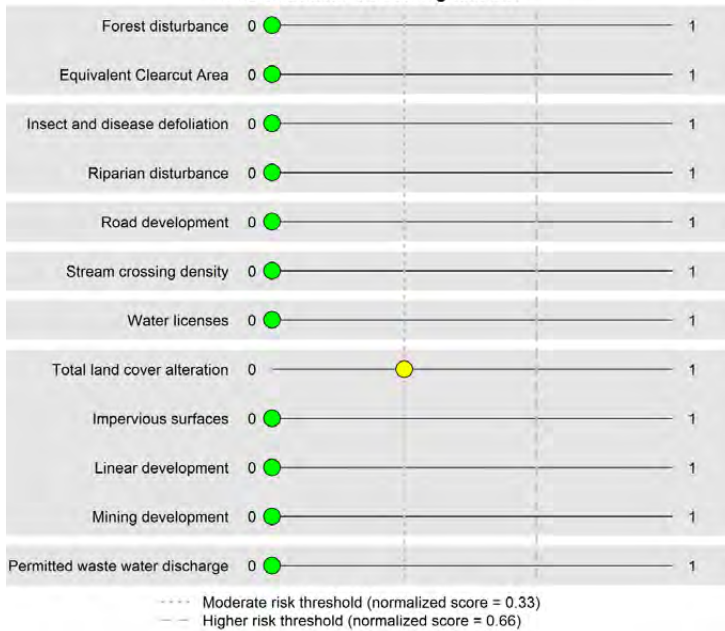 Forest disturbance 0 1
Equivalent Clearcut Area 0 1
Insect and disease defoliation 0 1
Riparian disturbance 0 1
Road development 0 1
Stream crossing density 0 1
Water licenses 0 1
Total land cover alteration 0 1
Impervious surfaces 0 1
Linear development 0 1
Mining development 0 1
Permitted waste water discharge 0 1
Moderate risk threshold (normalized score = 0.33)
Higher risk threshold (normalized score = 0.66)